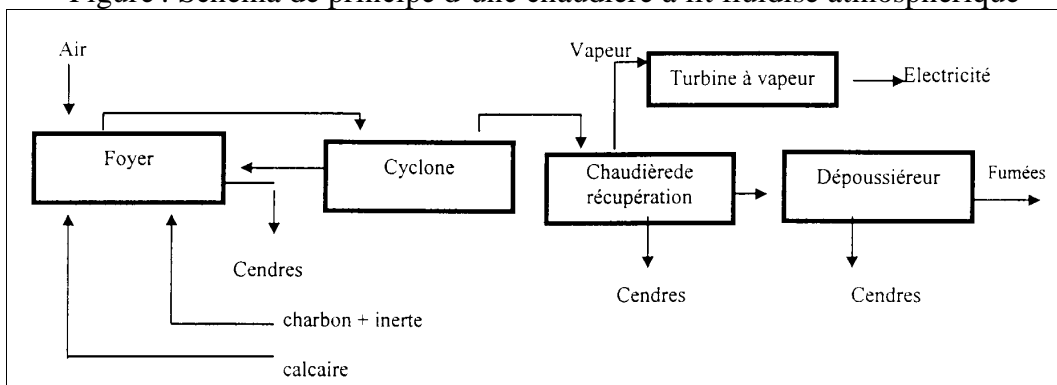 Figure : Schéma de principe d'une chaudière à lit fluidisé atmosphérique
Air
Vapeur
Turbine à vapeur
Electricité
Foyer
Cyclone
Chaudièrede
récupération
Dépoussiéreur
Fumées
Cendres
Cendres
Cendres
charbon + inerte
calcaire